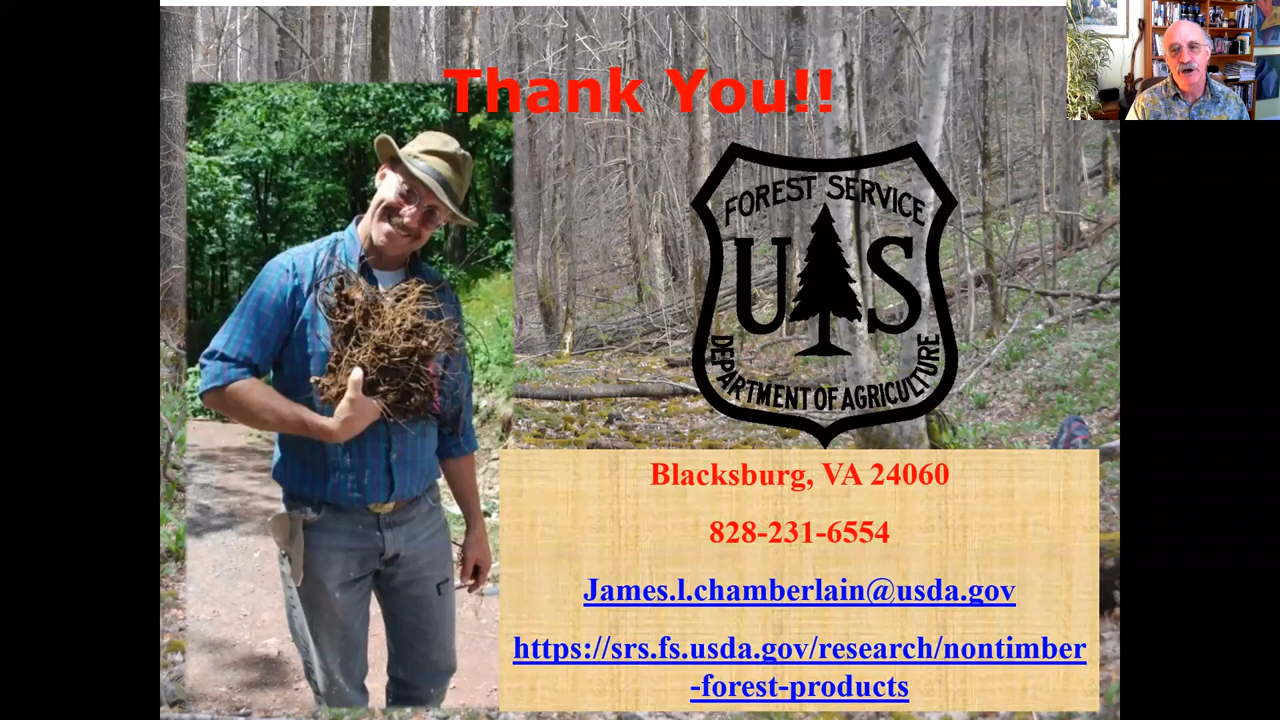 Thank You!!
FOREST SERVICE
U S
DEPARTMENT OF AGRICULTURE
Blacksburg, VA 24060
828-231-6554
James.l.chamberlain@usda.gov
https://srs.fs.usda.gov/research/nontimber
-forest-products